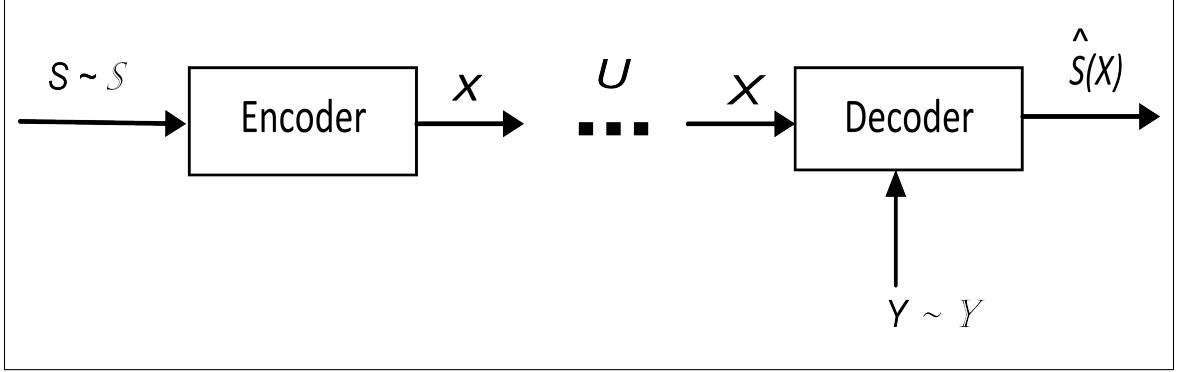 S ~ 𝕊
Encoder
X
U
...
X
Decoder
Ŝ(X)
Y ~ 𝕐